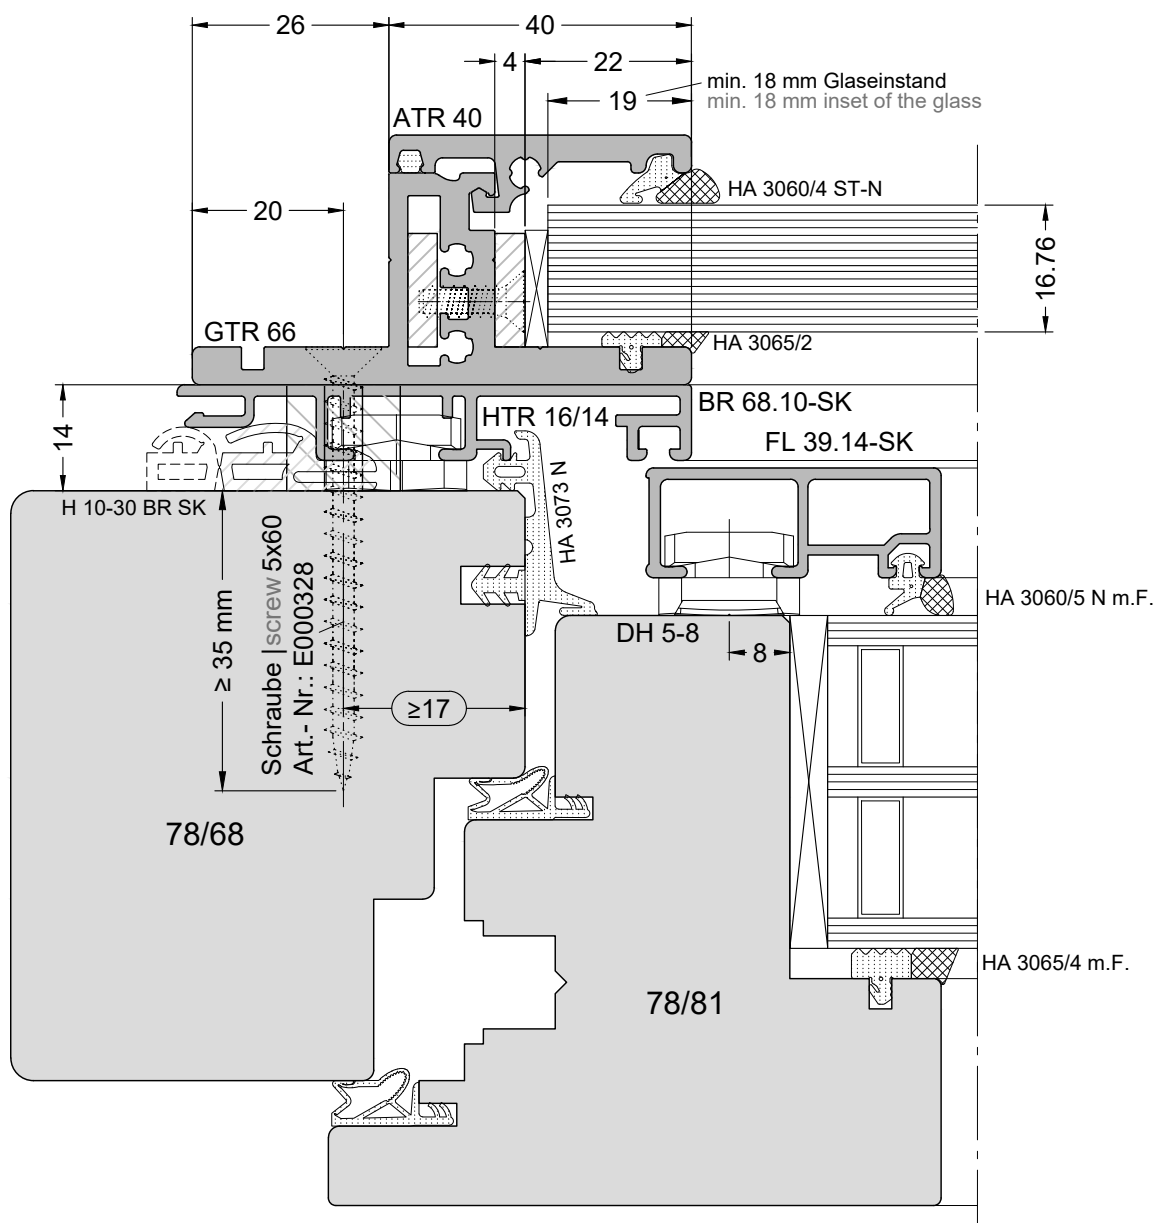 26
40
4
22
min. 18 mm Glaseinstand
19
min. 18 mm inset of the glass
ATR 40
HA 3060/4 ST-N
20
16.76
GTR 66
HA 3065/2
14
HTR 16/14
BR 68.10-SK
FL 39.14-SK
H 10-30 BR SK
HA 3073 N
≥ 35 mm
Schraube | screw 5x60
Art.- Nr.: E000328
HA 3060/5 N m.F.
DH 5-8
8
≥17
78/68
HA 3065/4 m.F.
78/81